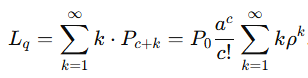 L_q = \sum_{k=1}^{\infty} k \cdot P_{c+k} = P_0 \frac{a^c}{c!} \sum_{k=1}^{\infty} k\rho^k